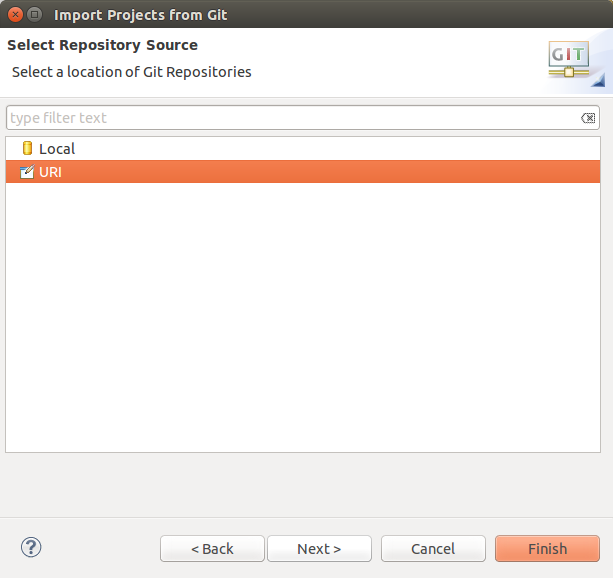 Import Projects from Git
Select Repository Source
Select a location of Git Repositories
GIT
type filter text
Local
URI
?
< Back
Next >
Cancel
Finish